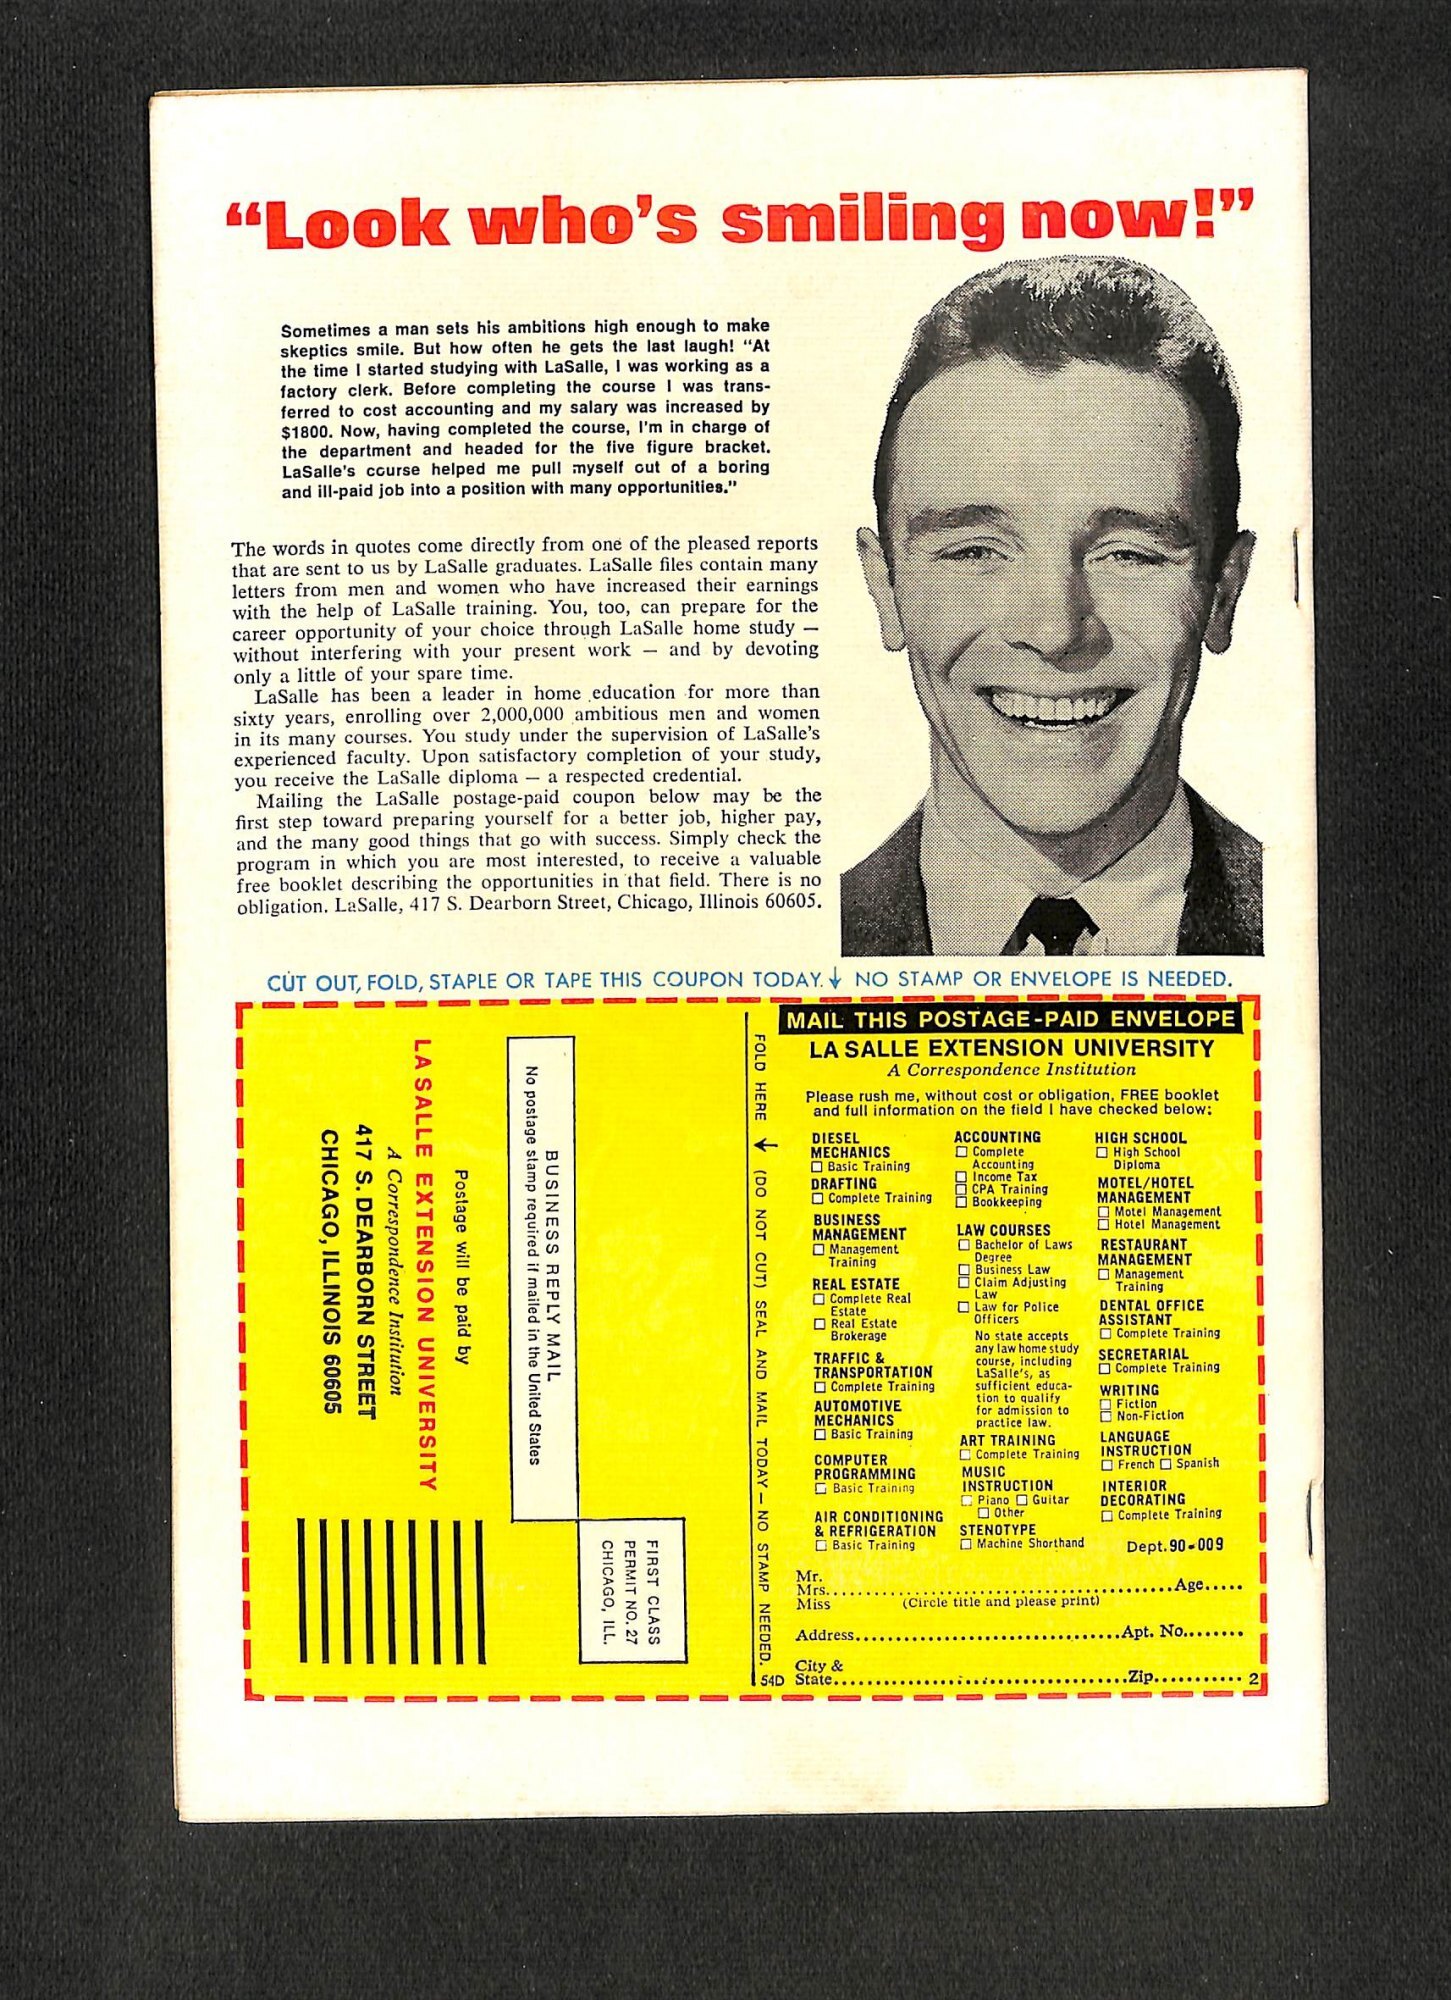 “Look who’s smiling now!”
Sometimes a man sets his ambitions high enough to make
skeptics smile. But how often he gets the last laugh! “At
the time I started studying with LaSalle, I was working as a
factory clerk. Before completing the course I was trans-
ferred to cost accounting and my salary was increased by
$1800. Now, having completed the course, I’m in charge of
the department and headed for the five figure bracket.
LaSalle’s course helped me pull myself out of a boring
and ill-paid job into a position with many opportunities.”
The words in quotes come directly from one of the pleased reports
that are sent to us by LaSalle graduates. LaSalle files contain many
letters from men and women who have increased their earnings
with the help of LaSalle training. You, too, can prepare for the
career opportunity of your choice through LaSalle home study —
without interfering with your present work — and by devoting
only a little of your spare time.
LaSalle has been a leader in home education for more than
sixty years, enrolling over 2,000,000 ambitious men and women
in its many courses. You study under the supervision of LaSalle’s
experienced faculty. Upon satisfactory completion of your study,
you receive the LaSalle diploma — a respected credential.
Mailing the LaSalle postage-paid coupon below may be the
first step toward preparing yourself for a better job, higher pay,
and the many good things that go with success. Simply check the
program in which you are most interested, to receive a valuable
free booklet describing the opportunities in that field. There is no
obligation. LaSalle, 417 S. Dearborn Street, Chicago, Illinois 60605.
CUT OUT, FOLD, STAPLE OR TAPE THIS COUPON TODAY. ↓ NO STAMP OR ENVELOPE IS NEEDED.
FIRST CLASS
PERMIT NO. 27
CHICAGO, ILL.
BUSINESS REPLY MAIL
No postage stamp required if mailed in the United States
Postage will be paid by
LA SALLE EXTENSION UNIVERSITY
A Correspondence Institution
417 S. DEARBORN STREET
CHICAGO, ILLINOIS 60605
FOLD HERE ↓ (DO NOT CUT) SEAL AND MAIL TODAY — NO STAMP NEEDED.
54D
MAIL THIS POSTAGE-PAID ENVELOPE
LA SALLE EXTENSION UNIVERSITY
A Correspondence Institution
Please rush me, without cost or obligation, FREE booklet
and full information on the field I have checked below:
DIESEL
MECHANICS
☐ Basic Training
DRAFTING
☐ Complete Training
BUSINESS
MANAGEMENT
☐ Management
Training
REAL ESTATE
☐ Complete Real
Estate
☐ Real Estate
Brokerage
TRAFFIC &
TRANSPORTATION
☐ Complete Training
AUTOMOTIVE
MECHANICS
☐ Basic Training
COMPUTER
PROGRAMMING
☐ Basic Training
AIR CONDITIONING
& REFRIGERATION
☐ Basic Training
ACCOUNTING
☐ Complete
Accounting
☐ Income Tax
☐ CPA Training
☐ Bookkeeping
LAW COURSES
☐ Bachelor of Laws
Degree
☐ Business Law
☐ Claim Adjusting
Law
☐ Law for Police
Officers
No state accepts
any law home study
course, including
LaSalle’s, as
sufficient educa-
tion to qualify
for admission to
practice law.
ART TRAINING
☐ Complete Training
MUSIC
INSTRUCTION
☐ Piano ☐ Guitar
☐ Other
STENOTYPE
☐ Machine Shorthand
HIGH SCHOOL
☐ High School
Diploma
MOTEL/HOTEL
MANAGEMENT
☐ Motel Management
☐ Hotel Management
RESTAURANT
MANAGEMENT
☐ Management
Training
DENTAL OFFICE
ASSISTANT
☐ Complete Training
SECRETARIAL
☐ Complete Training
WRITING
☐ Fiction
☐ Non-Fiction
LANGUAGE
INSTRUCTION
☐ French ☐ Spanish
INTERIOR
DECORATING
☐ Complete Training
Dept. 90-009
Mr.
Mrs. ........ Age.....
Miss (Circle title and please print)
Address........ Apt. No........
City &
State........ Zip........ 2